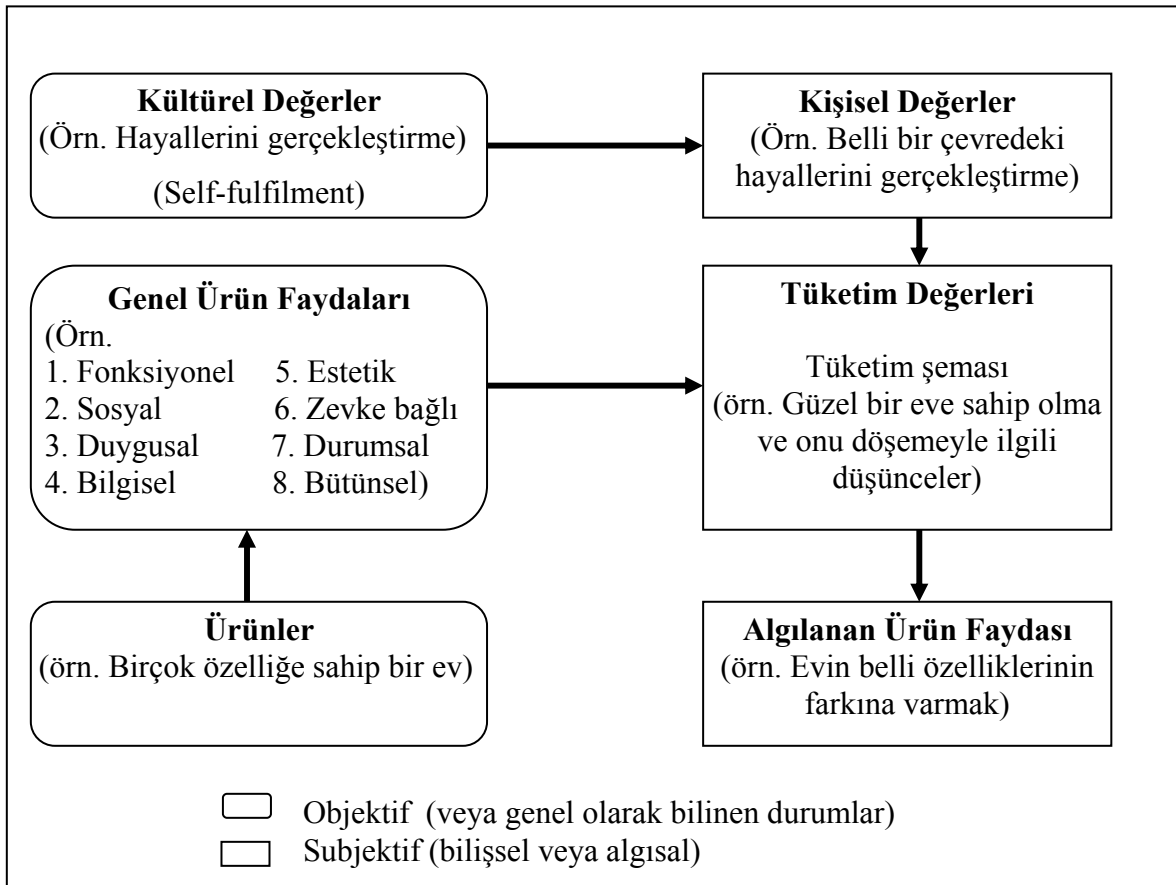 Kültürel Değerler
(Örn. Hayallerini gerçekleştirme)
(Self-fulfilment)
Kişisel Değerler
(Örn. Belli bir çevredeki
hayallerini gerçekleştirme)
Genel Ürün Faydaları
(Örn.
1. Fonksiyonel 5. Estetik
2. Sosyal 6. Zevke bağlı
3. Duygusal 7. Durumsal
4. Bilgisel 8. Bütünsel)
Tüketim Değerleri
Tüketim şeması
(örn. Güzel bir eve sahip olma
ve onu döşemeyle ilgili
düşünceler)
Ürünler
(örn. Birçok özelliğe sahip bir ev)
Algılanan Ürün Faydası
(örn. Evin belli özelliklerinin
farkına varmak)
Objektif (veya genel olarak bilinen durumlar)
Subjektif (bilişsel veya algısal)